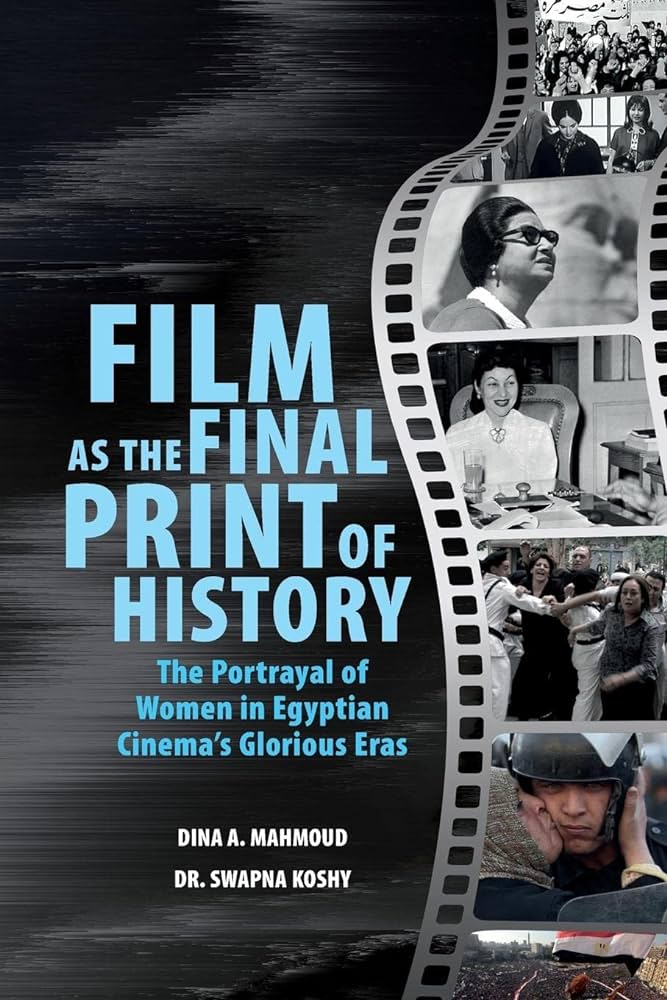 FILM
AS THE FINAL
PRINT OF
HISTORY
The Portrayal of
Women in Egyptian
Cinema's Glorious Eras
DINA A. MAHMOUD
DR. SWAPNA KOSHY